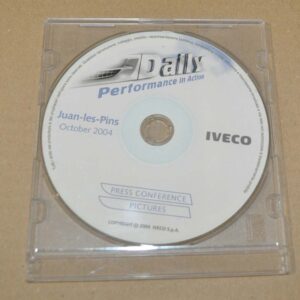 Daily
Performance in Action
Juan-les-Pins
October 2004
IVECO
PRESS CONFERENCE
PICTURES
COPYRIGHT © 2004 IVECO S.p.A.